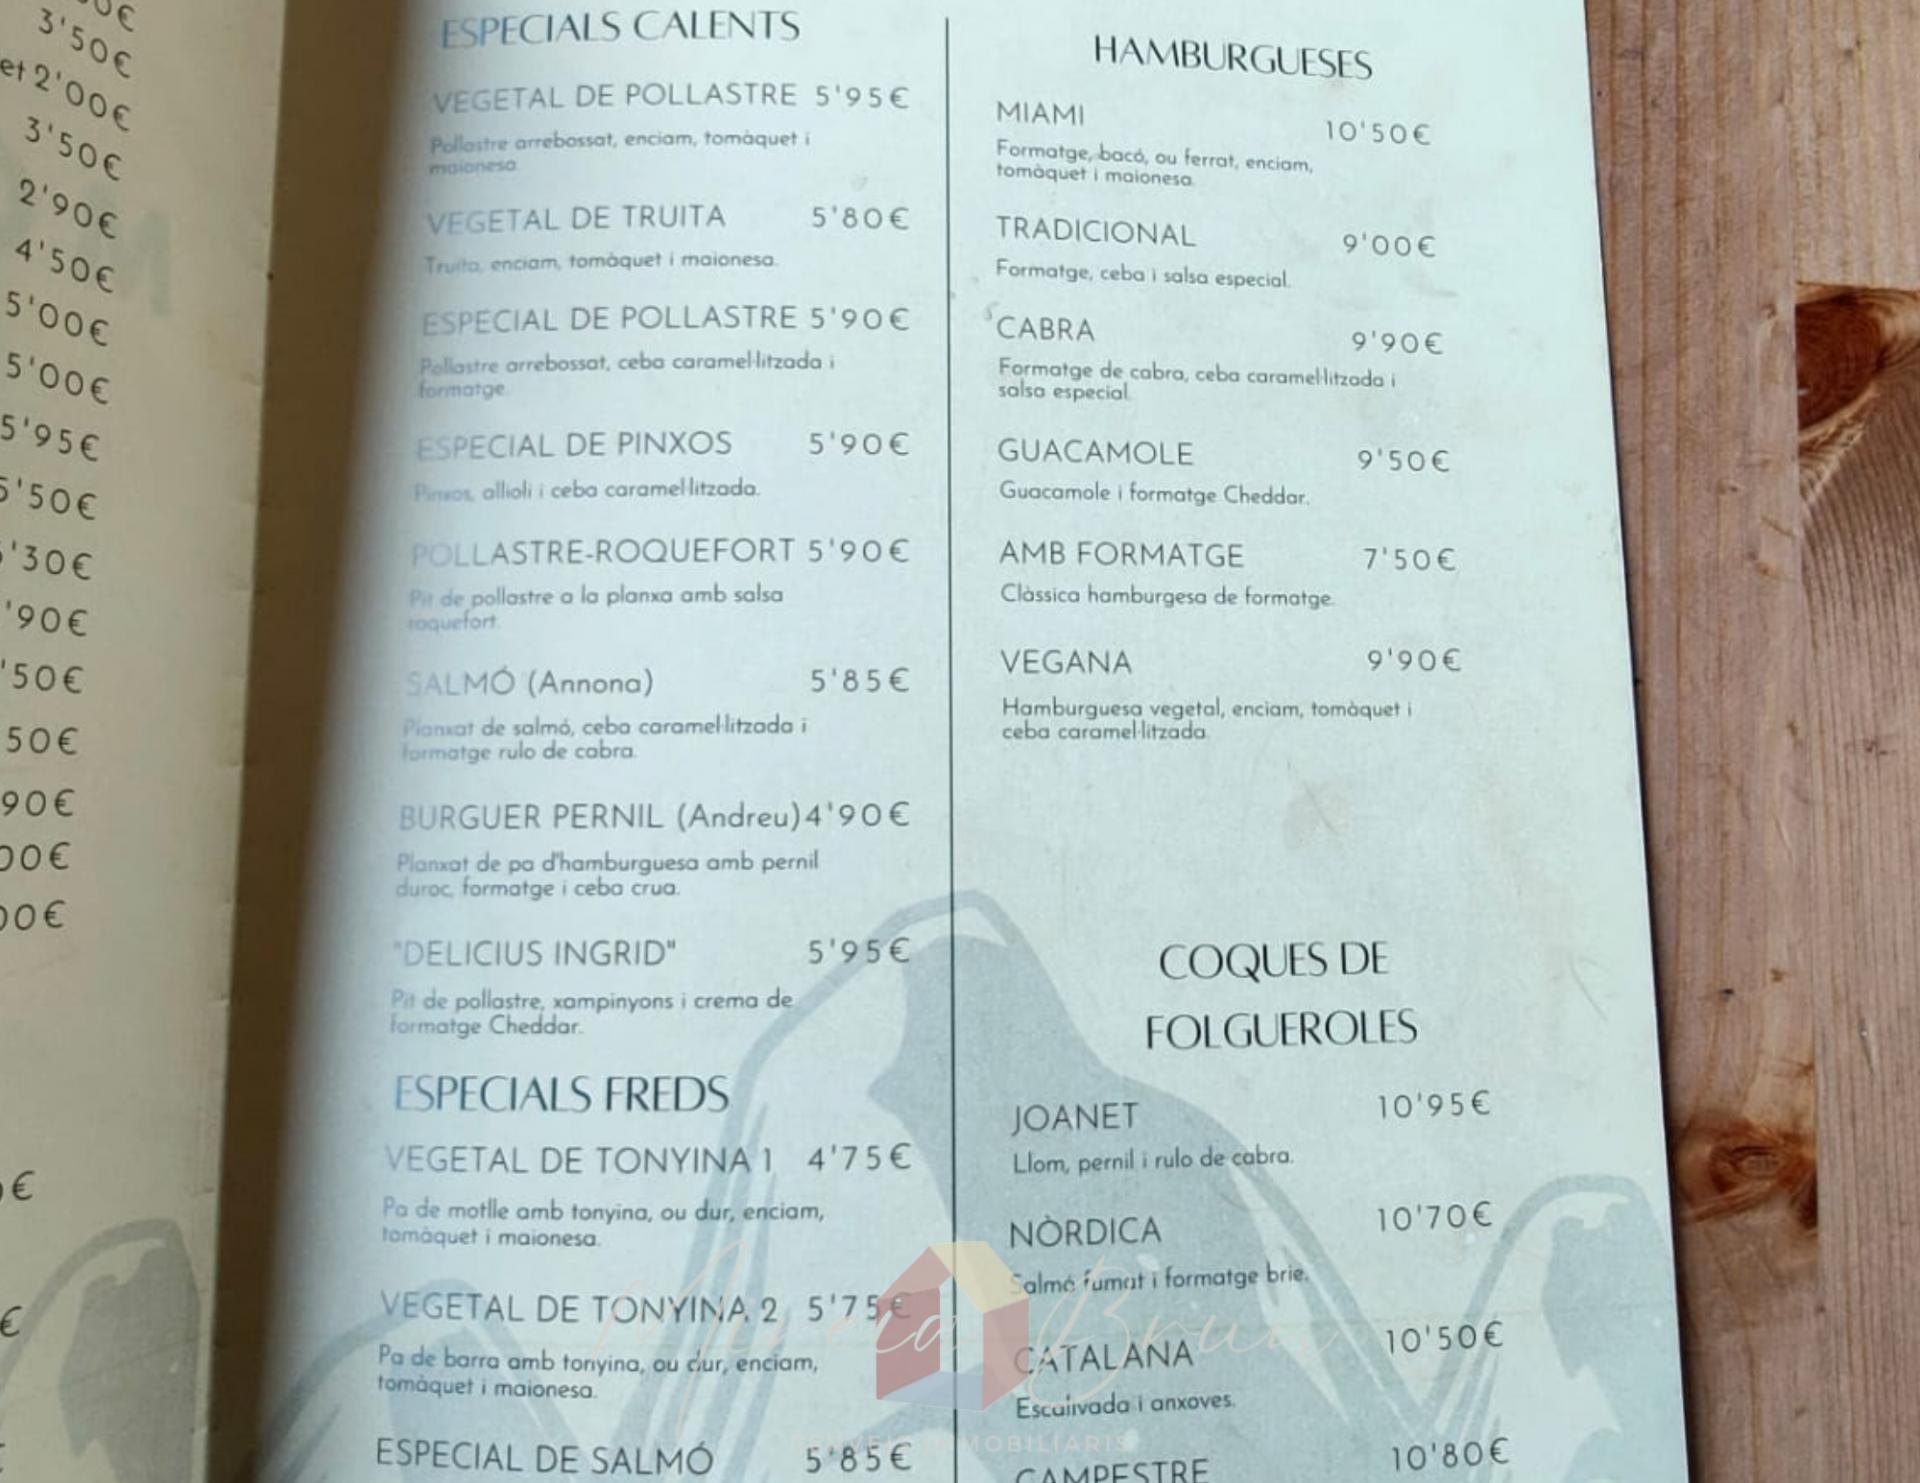 3'50€
et 2'00€
3'50€
2'90€
4'50€
5'00€
5'00€
5'95€
5'50€
'30€
'90€
'50€
50€
90€
00€
00€
€
€
ESPECIALS CALENTS
VEGETAL DE POLLASTRE 5'95€
Pollastre arrebossat, enciam, tomàquet i
maionesa.
VEGETAL DE TRUITA 5'80€
Truita, enciam, tomàquet i maionesa.
ESPECIAL DE POLLASTRE 5'90€
Pollastre arrebossat, ceba caramel·litzada i
formatge.
ESPECIAL DE PINXOS 5'90€
Pinxos, allioli i ceba caramel·litzada.
POLLASTRE-ROQUEFORT 5'90€
Pit de pollastre a la planxa amb salsa
roquefort.
SALMÓ (Annona) 5'85€
Planxat de salmó, ceba caramel·litzada i
formatge rulo de cabra.
BURGUER PERNIL (Andreu) 4'90€
Planxat de pa d'hamburguesa amb pernil
duroc, formatge i ceba crua.
"DELICIUS INGRID" 5'95€
Pit de pollastre, xampinyons i crema de
formatge Cheddar.
ESPECIALS FREDS
VEGETAL DE TONYINA 1 4'75€
Pa de motlle amb tonyina, ou dur, enciam,
tomàquet i maionesa.
VEGETAL DE TONYINA 2 5'75€
Pa de barra amb tonyina, ou dur, enciam,
tomàquet i maionesa.
ESPECIAL DE SALMÓ 5'85€
HAMBURGUESES
MIAMI 10'50€
Formatge, bacó, ou ferrat, enciam,
tomàquet i maionesa.
TRADICIONAL 9'00€
Formatge, ceba i salsa especial.
CABRA 9'90€
Formatge de cabra, ceba caramel·litzada i
salsa especial.
GUACAMOLE 9'50€
Guacamole i formatge Cheddar.
AMB FORMATGE 7'50€
Clàssica hamburgesa de formatge.
VEGANA 9'90€
Hamburguesa vegetal, enciam, tomàquet i
ceba caramel·litzada.
COQUES DE
FOLGUEROLES
JOANET 10'95€
Llom, pernil i rulo de cabra.
NÒRDICA 10'70€
Salmó fumat i formatge brie.
CATALANA 10'50€
Escalivada i anxoves.
CAMPESTRE 10'80€